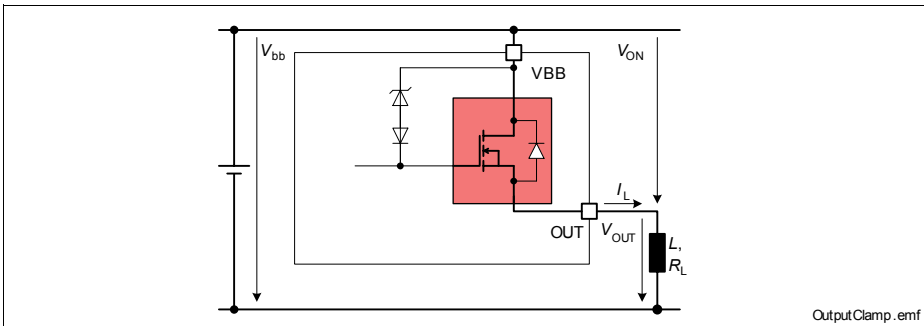 V_bb
VBB
V_ON
I_L
OUT
V_OUT
L,
R_L
OutputClamp.emf